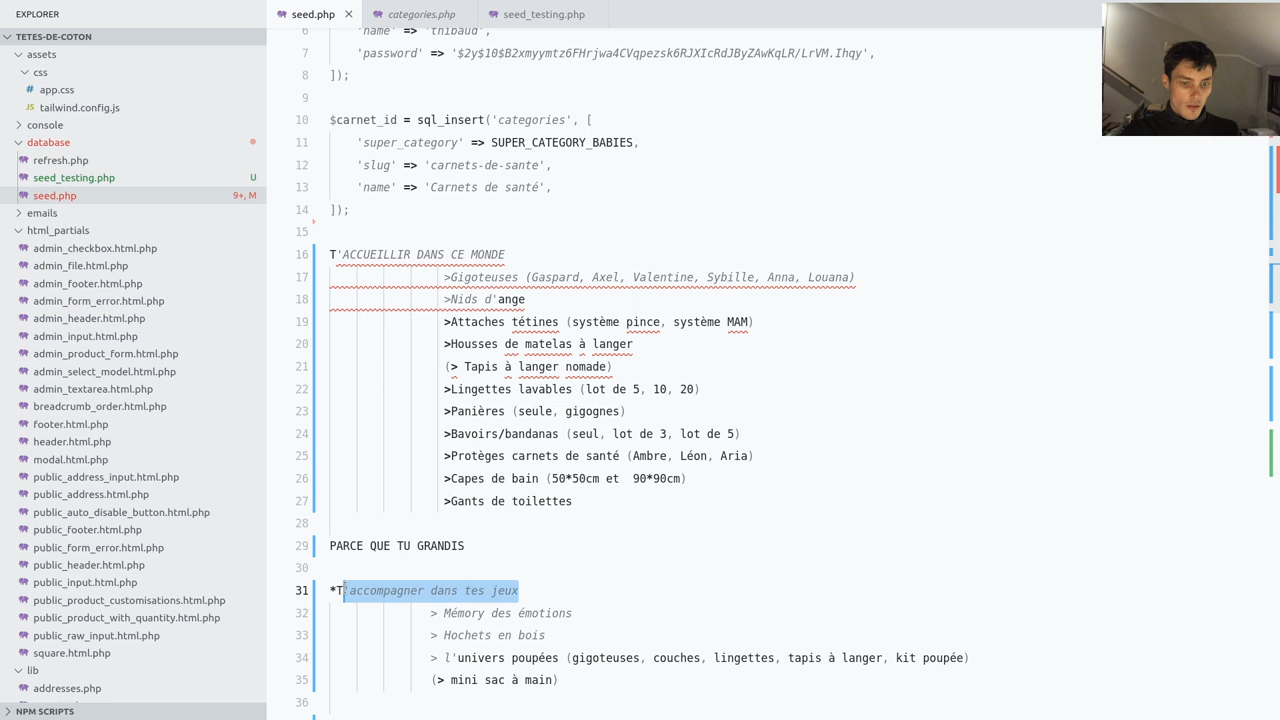 EXPLORER
seed.php
categories.php
seed_testing.php
TETES-DE-COTON
assets
css
# app.css
JS tailwind.config.js
console
database
refresh.php
seed_testing.php U
seed.php 9+, M
emails
html_partials
admin_checkbox.html.php
admin_file.html.php
admin_footer.html.php
admin_form_error.html.php
admin_header.html.php
admin_input.html.php
admin_product_form.html.php
admin_select_model.html.php
admin_textarea.html.php
breadcrumb_order.html.php
footer.html.php
header.html.php
modal.html.php
public_address_input.html.php
public_address.html.php
public_auto_disable_button.html.php
public_footer.html.php
public_form_error.html.php
public_header.html.php
public_input.html.php
public_product_customisations.html.php
public_product_with_quantity.html.php
public_raw_input.html.php
square.html.php
lib
addresses.php
NPM SCRIPTS
6 'name' => 'thibaud',
7 'password' => '$2y$10$B2xmyymtz6FHrjwa4CVqpezsk6RJXIcRdJByZAwKqLR/LrVM.Ihqy',
8 ]);
9
10 $carnet_id = sql_insert('categories', [
11 'super_category' => SUPER_CATEGORY_BABIES,
12 'slug' => 'carnets-de-sante',
13 'name' => 'Carnets de santé',
14 ]);
15
16 T'ACCUEILLIR DANS CE MONDE
17 >Gigoteuses (Gaspard, Axel, Valentine, Sybille, Anna, Louana)
18 >Nids d'ange
19 >Attaches tétines (système pince, système MAM)
20 >Housses de matelas à langer
21 (> Tapis à langer nomade)
22 >Lingettes lavables (lot de 5, 10, 20)
23 >Panières (seule, gigognes)
24 >Bavoirs/bandanas (seul, lot de 3, lot de 5)
25 >Protèges carnets de santé (Ambre, Léon, Aria)
26 >Capes de bain (50*50cm et  90*90cm)
27 >Gants de toilettes
28
29 PARCE QUE TU GRANDIS
30
31 *T'accompagner dans tes jeux
32 > Mémory des émotions
33 > Hochets en bois
34 > l'univers poupées (gigoteuses, couches, lingettes, tapis à langer, kit poupée)
35 (> mini sac à main)
36